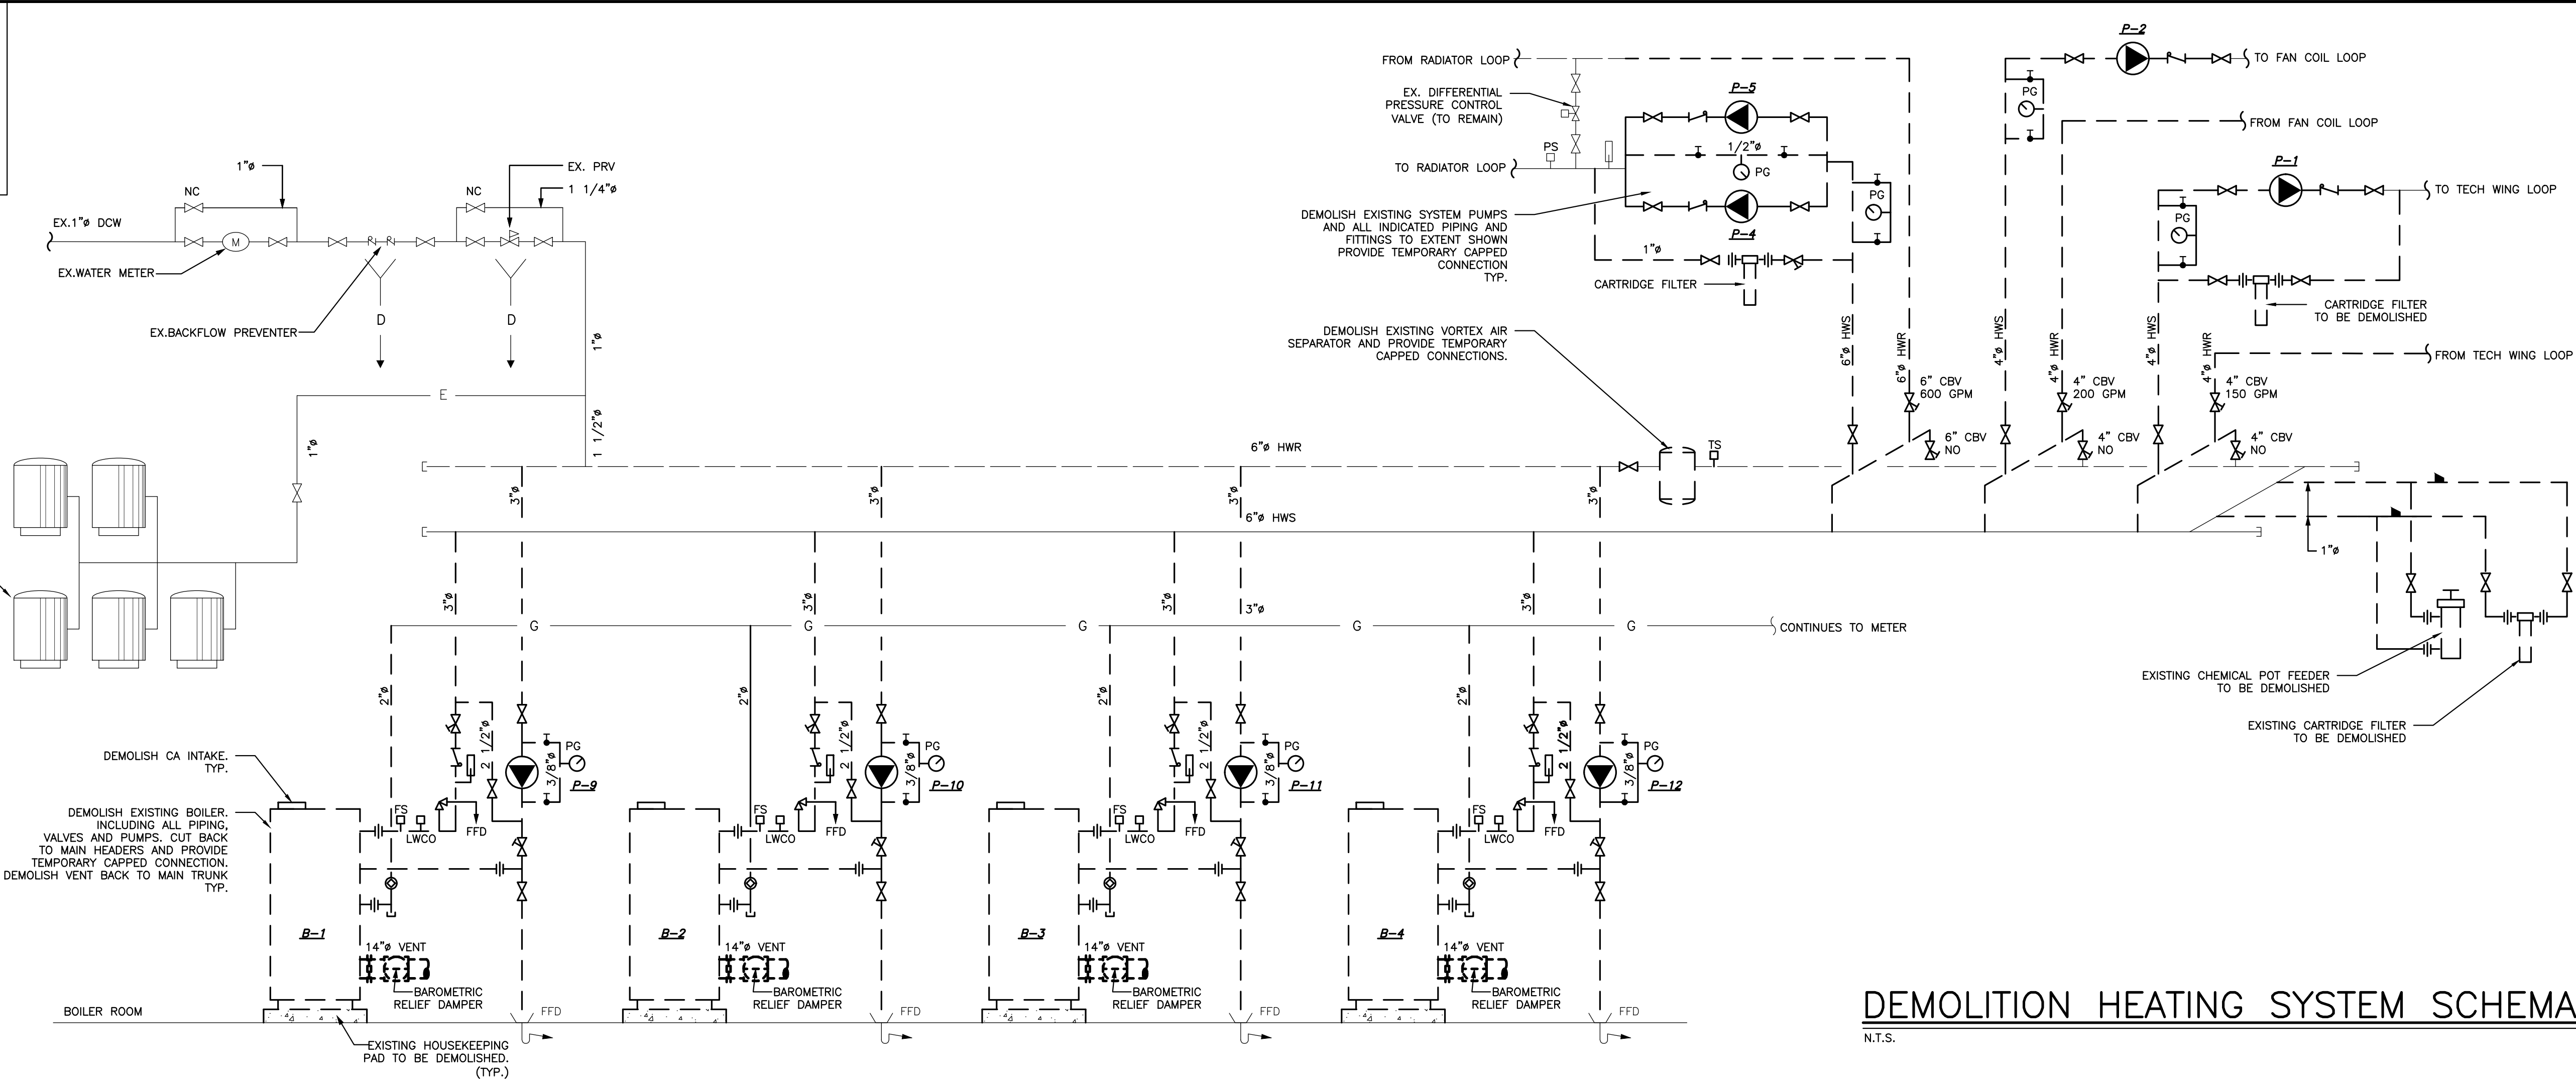 P-2
FROM RADIATOR LOOP
TO FAN COIL LOOP
EX. DIFFERENTIAL
PRESSURE CONTROL
VALVE (TO REMAIN)
P-5
PG
FROM FAN COIL LOOP
PS
1/2"ø
PG
TO RADIATOR LOOP
P-1
TO TECH WING LOOP
PG
PG
DEMOLISH EXISTING SYSTEM PUMPS
AND ALL INDICATED PIPING AND
FITTINGS TO EXTENT SHOWN
PROVIDE TEMPORARY CAPPED
CONNECTION
TYP.
P-4
1"ø
CARTRIDGE FILTER
CARTRIDGE FILTER
TO BE DEMOLISHED
1"ø
EX. PRV
1 1/4"ø
NC
NC
EX.1"ø DCW
M
EX.WATER METER
D
D
EX.BACKFLOW PREVENTER
1"ø
DEMOLISH EXISTING VORTEX AIR
SEPARATOR AND PROVIDE TEMPORARY
CAPPED CONNECTIONS.
6"ø HWS
6"ø HWR
4"ø HWS
4"ø HWR
4"ø HWS
4"ø HWR
FROM TECH WING LOOP
6" CBV
600 GPM
4" CBV
200 GPM
4" CBV
150 GPM
E
1"ø
1 1/2"ø
6"ø HWR
TS
6" CBV
NO
4" CBV
NO
4" CBV
NO
3"ø
3"ø
3"ø
3"ø
6"ø HWS
1"ø
3"ø
3"ø
3"ø
3"ø
3"ø
G
G
G
G
G
CONTINUES TO METER
EXISTING CHEMICAL POT FEEDER
TO BE DEMOLISHED
EXISTING CARTRIDGE FILTER
TO BE DEMOLISHED
2"ø
2"ø
2"ø
2"ø
DEMOLISH CA INTAKE.
TYP.
2 1/2"ø
3/8"ø
PG
P-9
2 1/2"ø
3/8"ø
PG
P-10
2 1/2"ø
3/8"ø
PG
P-11
2 1/2"ø
3/8"ø
PG
P-12
DEMOLISH EXISTING BOILER.
INCLUDING ALL PIPING,
VALVES AND PUMPS. CUT BACK
TO MAIN HEADERS AND PROVIDE
TEMPORARY CAPPED CONNECTION.
DEMOLISH VENT BACK TO MAIN TRUNK
TYP.
FS
LWCO
FFD
FS
LWCO
FFD
FS
LWCO
FFD
FS
LWCO
FFD
B-1
B-2
B-3
B-4
14"ø VENT
14"ø VENT
14"ø VENT
14"ø VENT
BAROMETRIC
RELIEF DAMPER
BAROMETRIC
RELIEF DAMPER
BAROMETRIC
RELIEF DAMPER
BAROMETRIC
RELIEF DAMPER
BOILER ROOM
FFD
FFD
FFD
FFD
EXISTING HOUSEKEEPING
PAD TO BE DEMOLISHED.
(TYP.)
DEMOLITION HEATING SYSTEM SCHEMA
N.T.S.